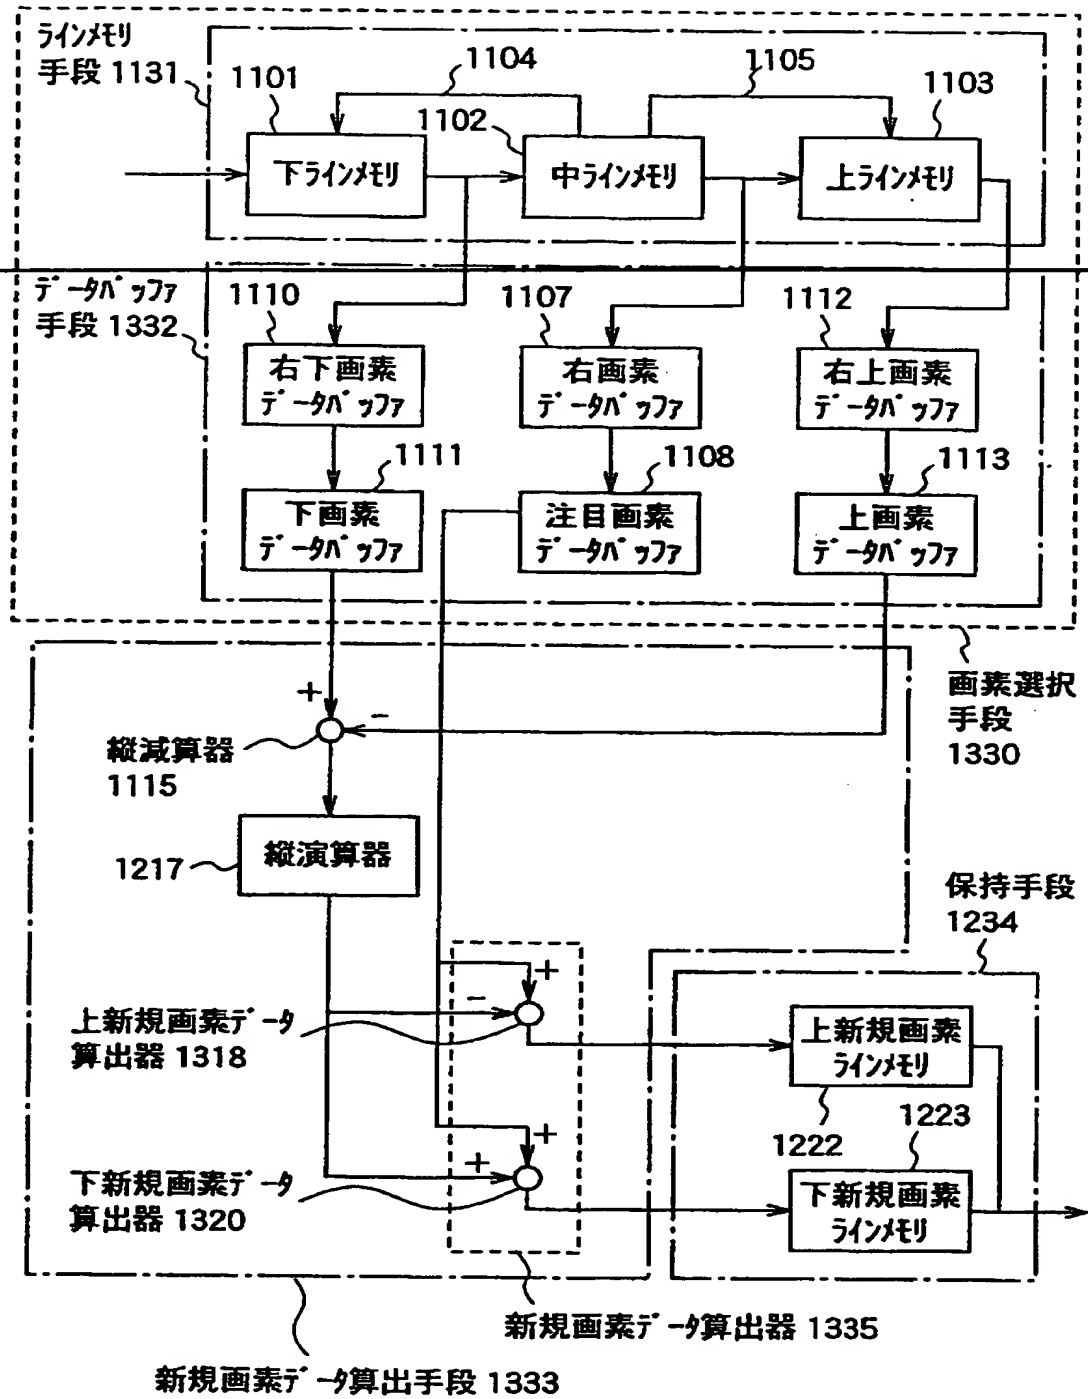 ラインメモリ
手段 1131
1101
1104
1102
1105
1103
下ラインメモリ
中ラインメモリ
上ラインメモリ
データバッファ
手段 1332
1110
1107
1112
右下画素
データバッファ
右画素
データバッファ
右上画素
データバッファ
1111
1108
1113
下画素
データバッファ
注目画素
データバッファ
上画素
データバッファ
画素選択
手段
1330
+
-
縦減算器
1115
縦演算器
1217
保持手段
1234
+
-
上新規画素データ
算出器 1318
上新規画素
ラインメモリ
1222
1223
+
+
下新規画素データ
算出器 1320
下新規画素
ラインメモリ
新規画素データ算出器 1335
新規画素データ算出手段 1333